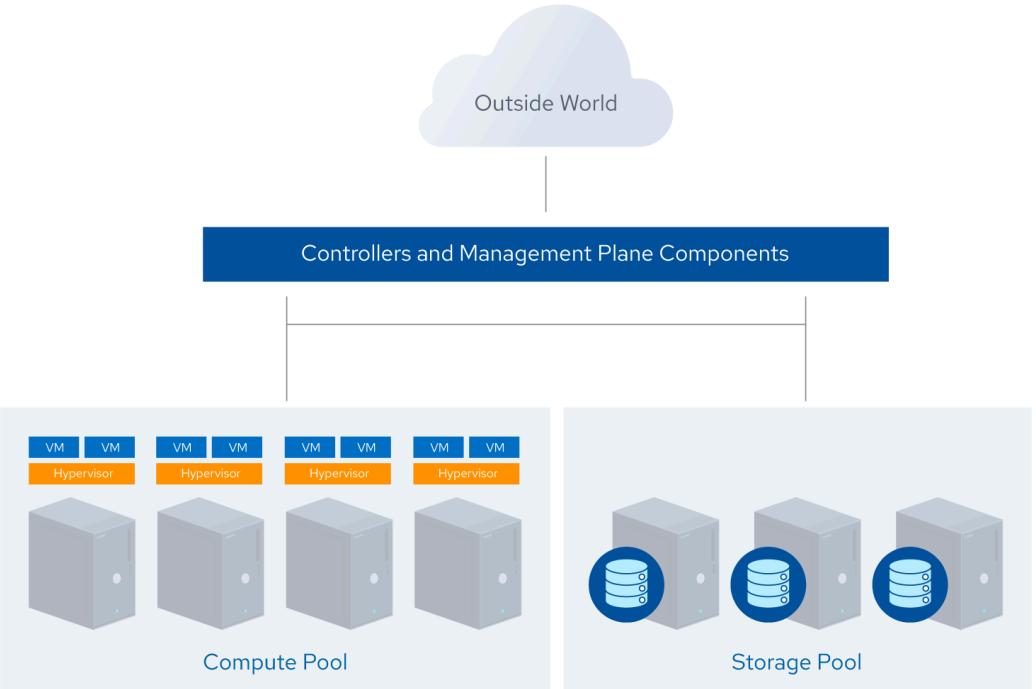 Outside World
Controllers and Management Plane Components
VM VM VM VM VM VM VM VM
Hypervisor Hypervisor Hypervisor Hypervisor
Compute Pool
Storage Pool